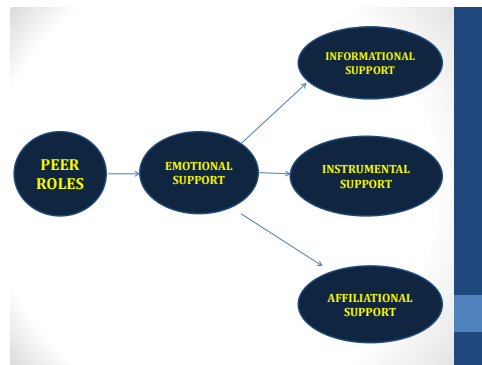 PEER
ROLES
EMOTIONAL
SUPPORT
INFORMATIONAL
SUPPORT
INSTRUMENTAL
SUPPORT
AFFILIATIONAL
SUPPORT